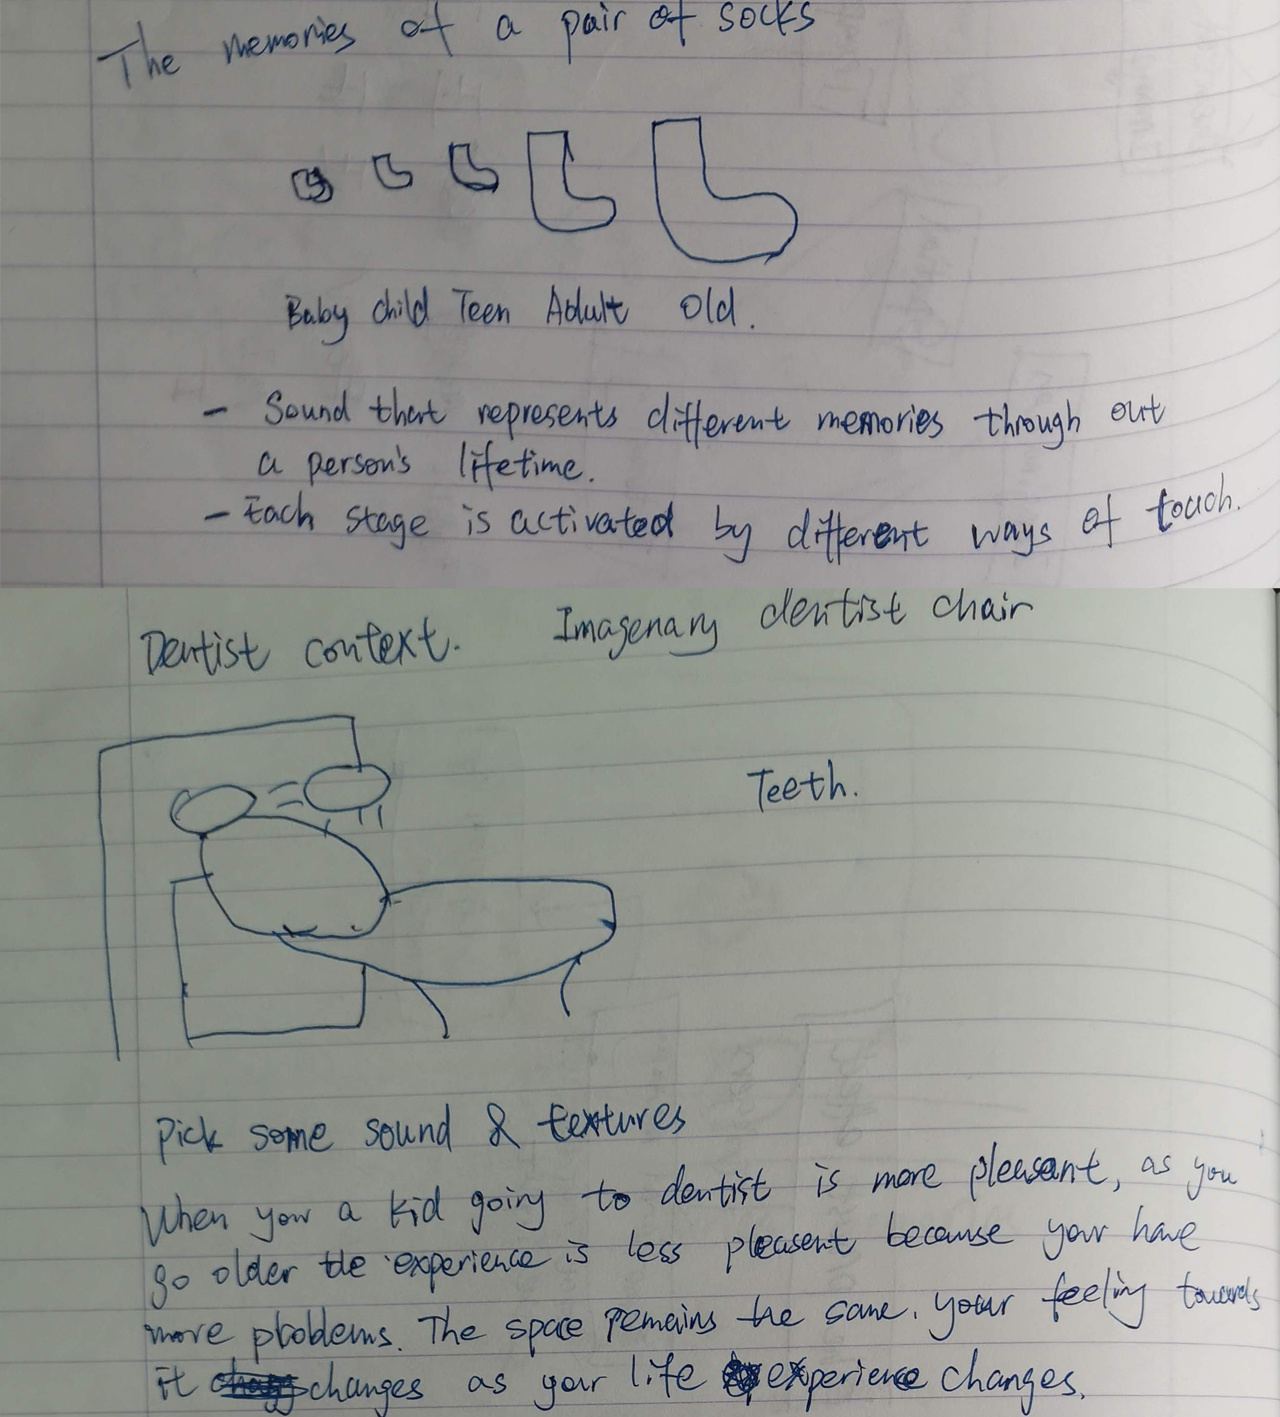 The memories of a pair of socks
Baby child Teen Adult old.
- Sound that represents different memories through out
a person's lifetime.
- Each stage is activated by different ways of touch.
Dentist context. Imagenary dentist chair
Teeth.
Pick some sound & textures
When you a kid going to dentist is more pleasant, as you
go older the experience is less pleasent because your have
more problems. The space remains the same, your feeling towards
it changes as your life experience changes.